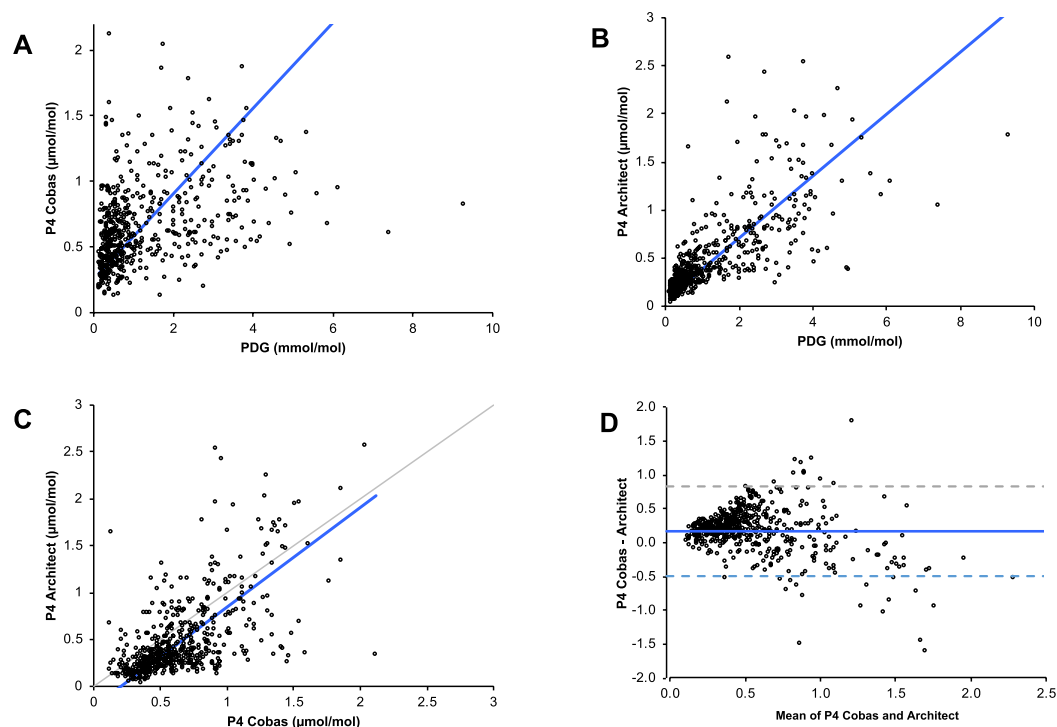 A
P4 Cobas (µmol/mol)
2
1.5
1
0.5
0
0 2 4 6 8 10
PDG (mmol/mol)
B
P4 Architect (µmol/mol)
3
2.5
2
1.5
1
0.5
0
0 2 4 6 8 10
PDG (mmol/mol)
C
P4 Architect (µmol/mol)
3
2.5
2
1.5
1
0.5
0
0 0.5 1 1.5 2 2.5 3
P4 Cobas (µmol/mol)
D
P4 Cobas - Architect
2.0
1.0
0.5
0.0
-0.5
-1.0
-1.5
-2.0
0.0 0.5 1.0 1.5 2.0 2.5
Mean of P4 Cobas and Architect